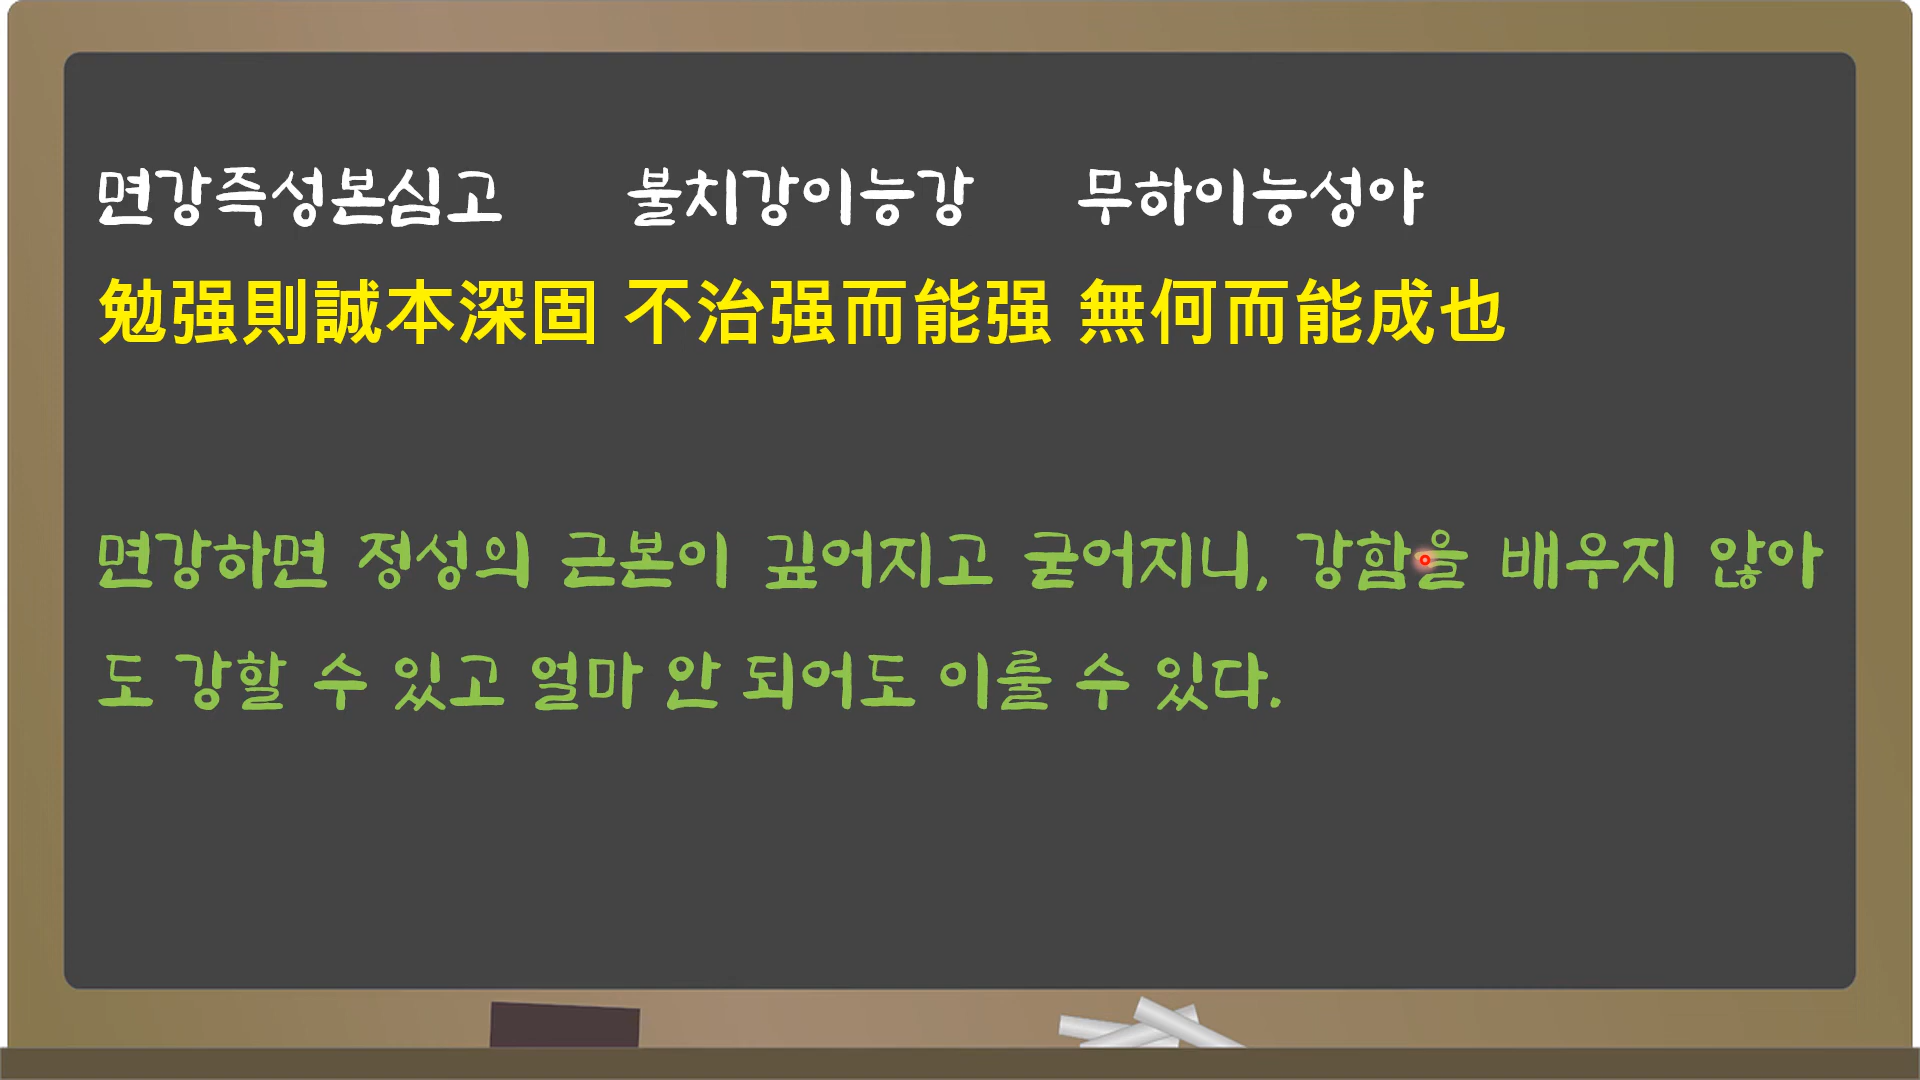 면강즉성본심고 불치강이능강 무하이능성야
勉强則誠本深固 不治强而能强 無何而能成也
면강하면 정성의 근본이 깊어지고 굳어지니, 강함을 배우지 않아
도 강할 수 있고 얼마 안 되어도 이룰 수 있다.